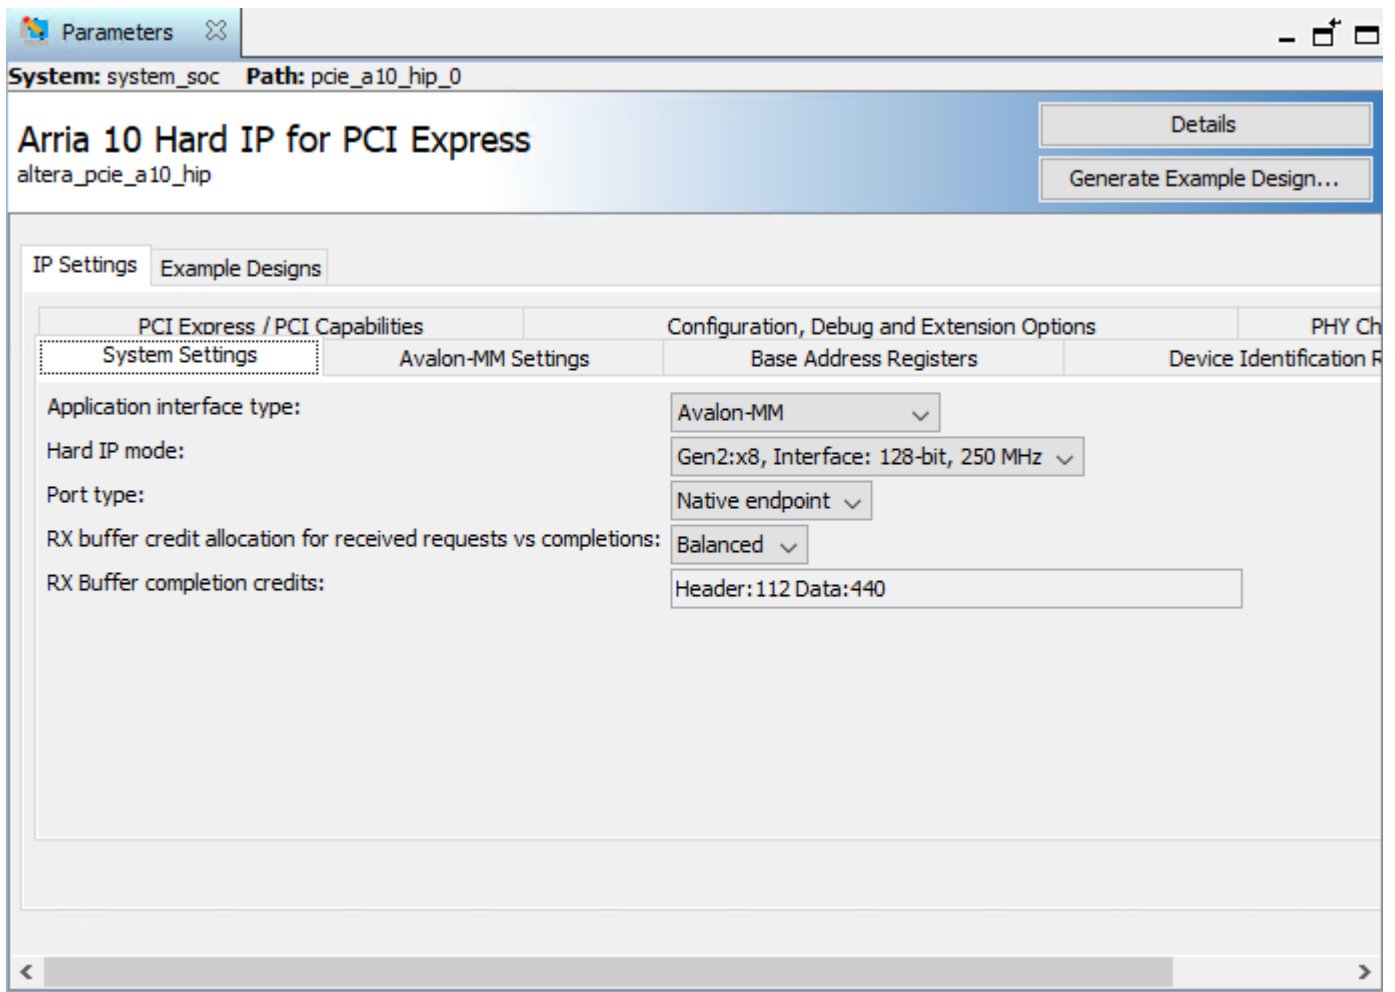 Parameters
System: system_soc Path: pcie_a10_hip_0
Arria 10 Hard IP for PCI Express
altera_pcie_a10_hip
Details
Generate Example Design...
IP Settings Example Designs
PCI Express / PCI Capabilities Configuration, Debug and Extension Options PHY Ch
System Settings Avalon-MM Settings Base Address Registers Device Identification R
Application interface type: Avalon-MM
Hard IP mode: Gen2:x8, Interface: 128-bit, 250 MHz
Port type: Native endpoint
RX buffer credit allocation for received requests vs completions: Balanced
RX Buffer completion credits: Header:112 Data:440